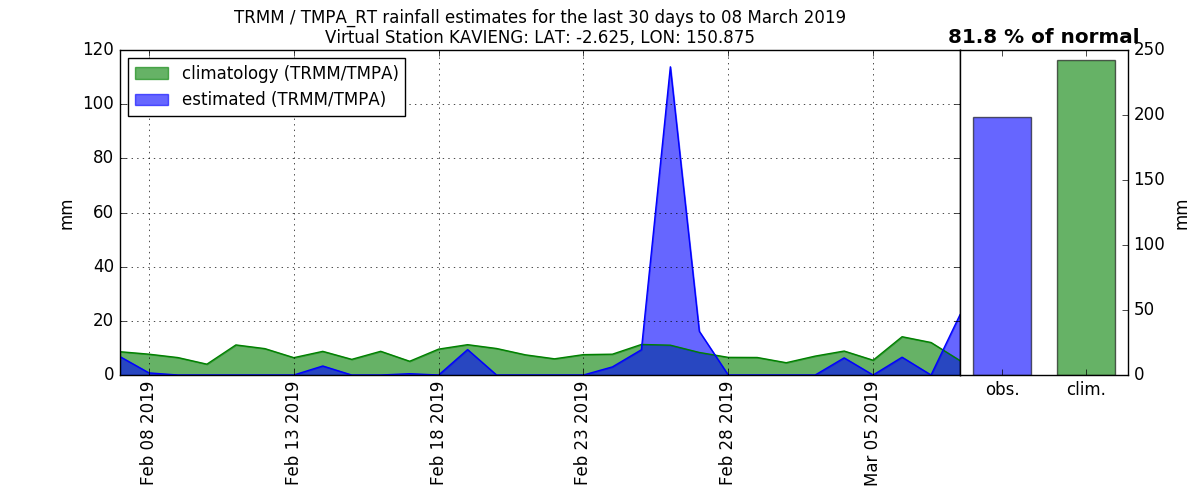 TRMM / TMPA_RT rainfall estimates for the last 30 days to 08 March 2019
Virtual Station KAVIENG: LAT: -2.625, LON: 150.875
81.8 % of normal
climatology (TRMM/TMPA)
estimated (TRMM/TMPA)
120
100
80
60
40
20
0
mm
Feb 08 2019
Feb 13 2019
Feb 18 2019
Feb 23 2019
Feb 28 2019
Mar 05 2019
250
200
150
100
50
0
mm
obs.
clim.